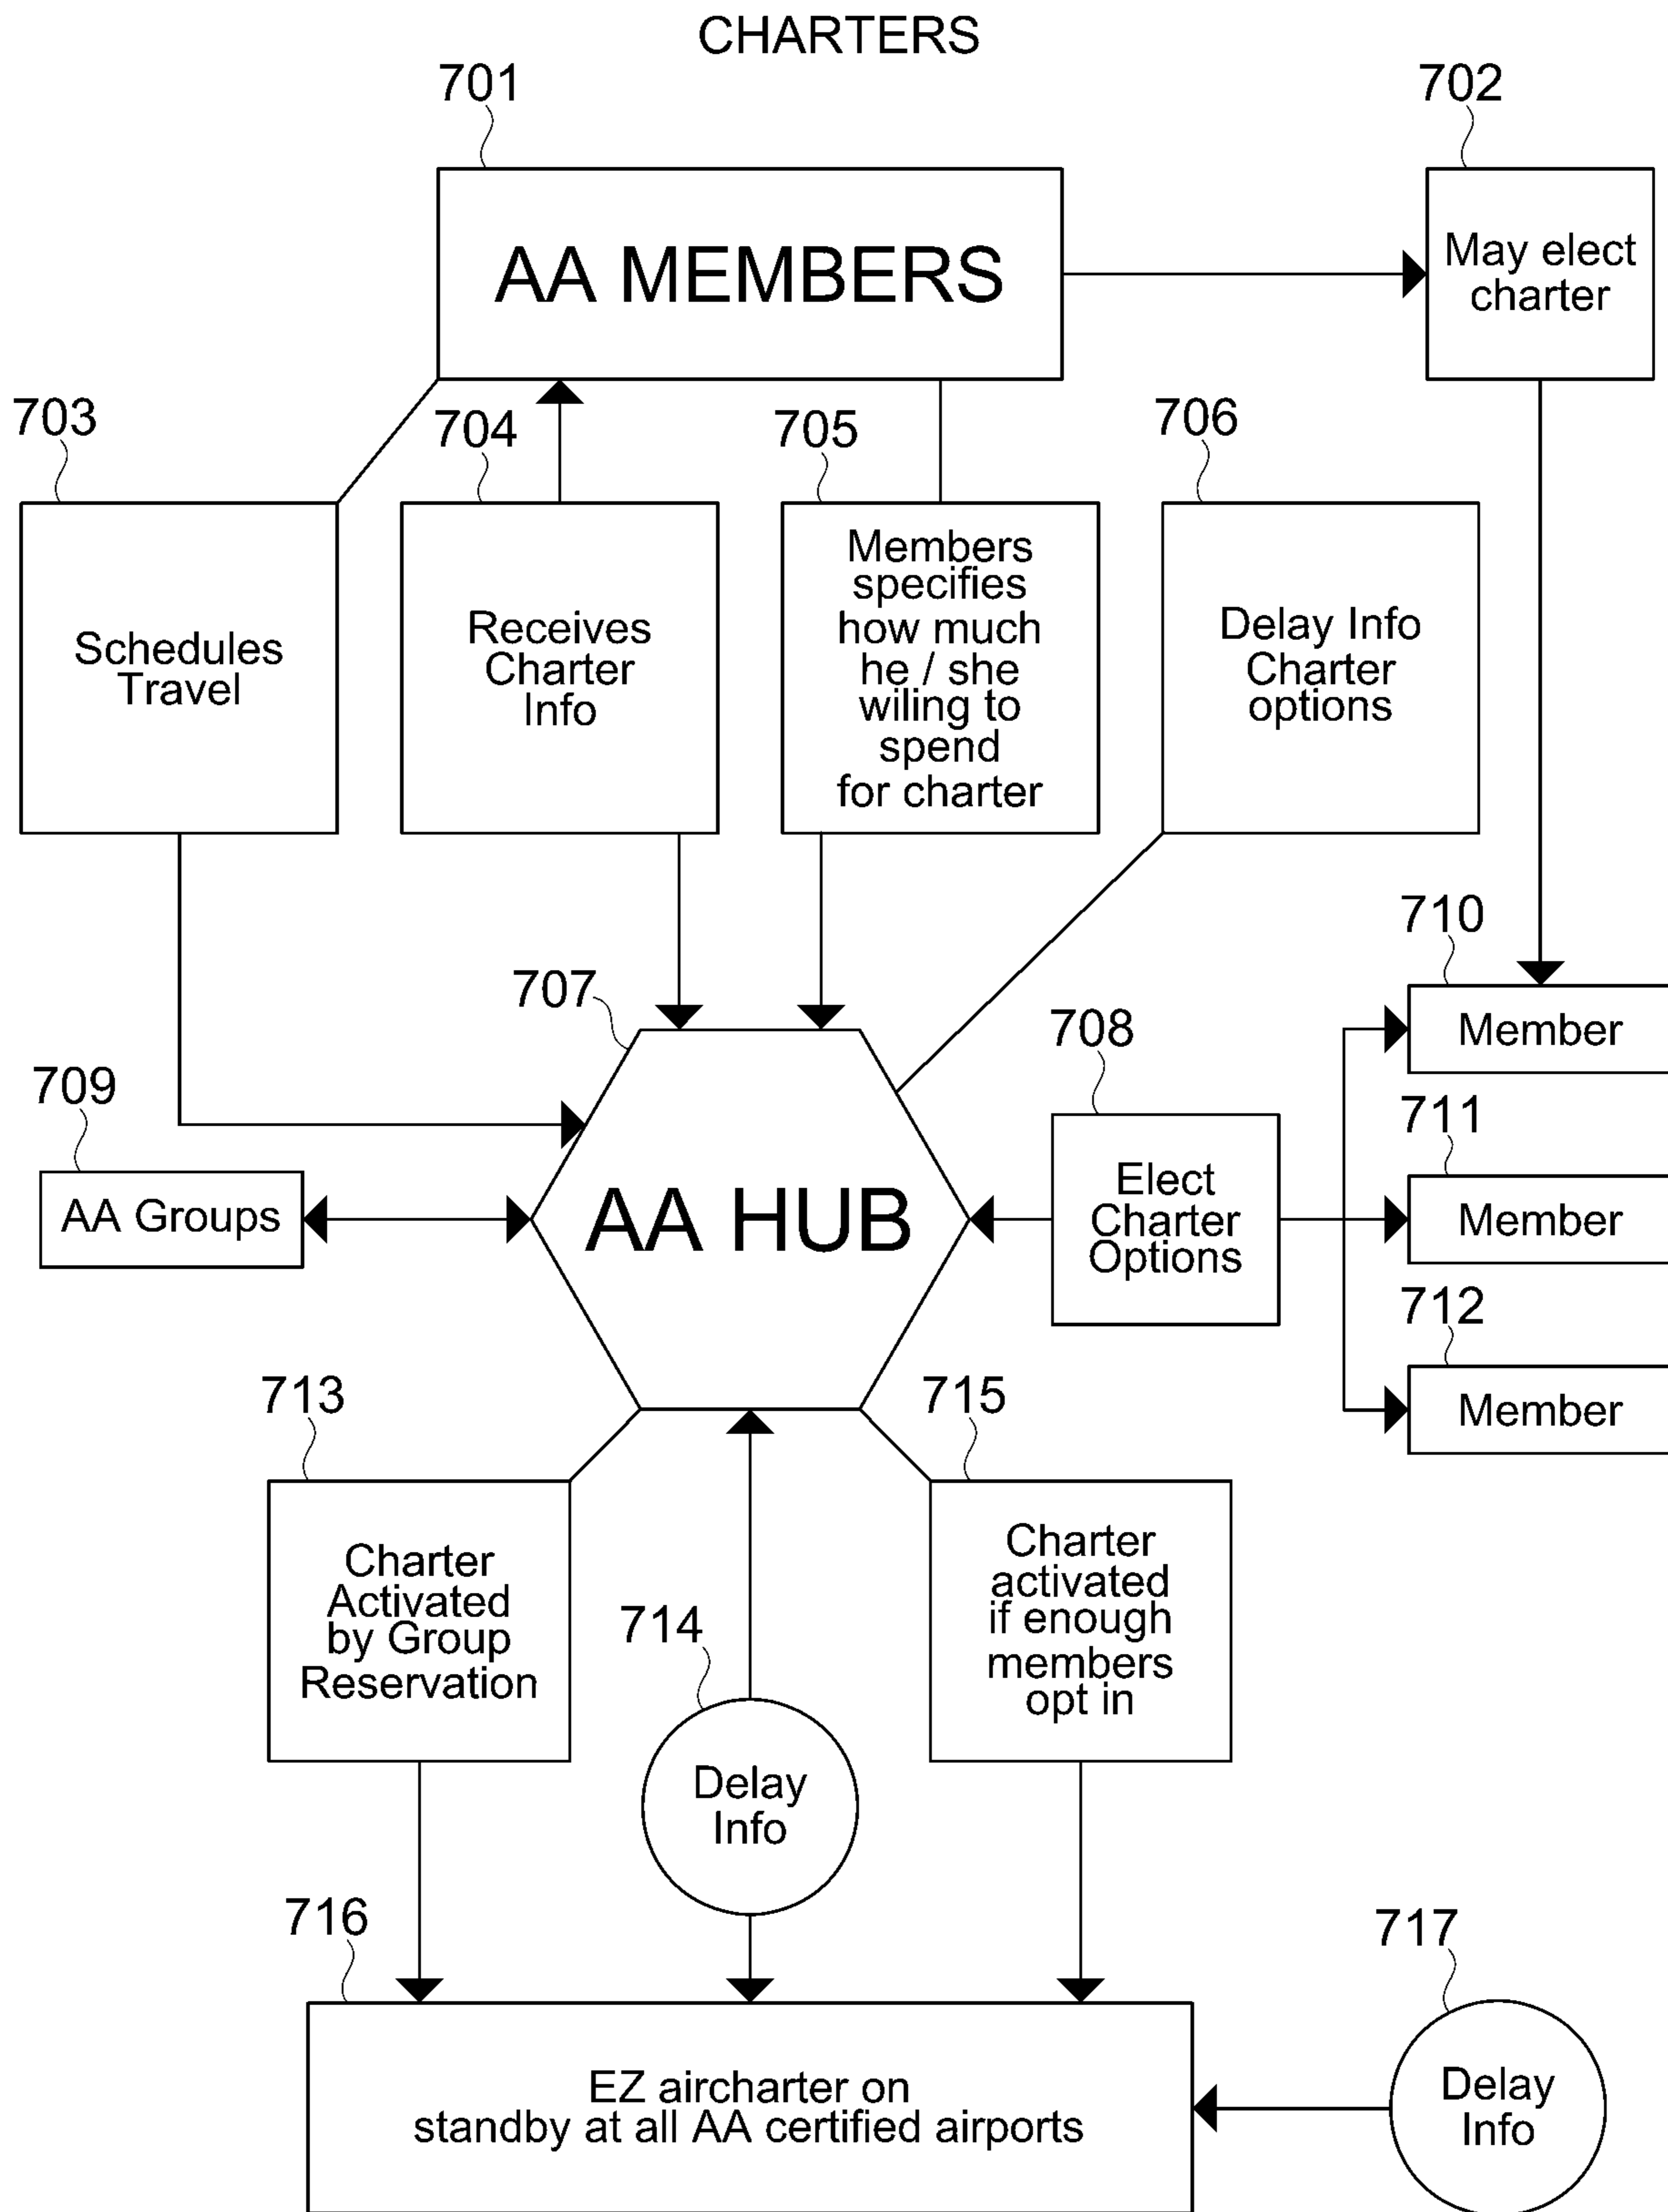 CHARTERS
701
702
AA MEMBERS
May elect
charter
703
704
705
706
Schedules
Travel
Receives
Charter
Info
Members
specifies
how much
he / she
wiling to
spend
for charter
Delay Info
Charter
options
707
708
709
710
711
712
AA Groups
AA HUB
Elect
Charter
Options
Member
Member
Member
713
714
715
Charter
Activated
by Group
Reservation
Delay
Info
Charter
activated
if enough
members
opt in
716
717
EZ aircharter on
standby at all AA certified airports
Delay
Info